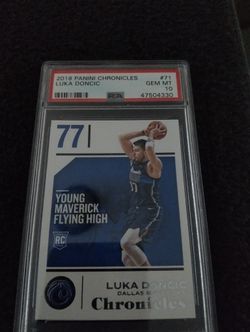 2018 PANINI CHRONICLES #71
LUKA DONCIC GEM MT
10
PSA 47504330
77
YOUNG
MAVERICK
FLYING HIGH
RC
LUKA DONCIC
DALLAS M
Chronicles